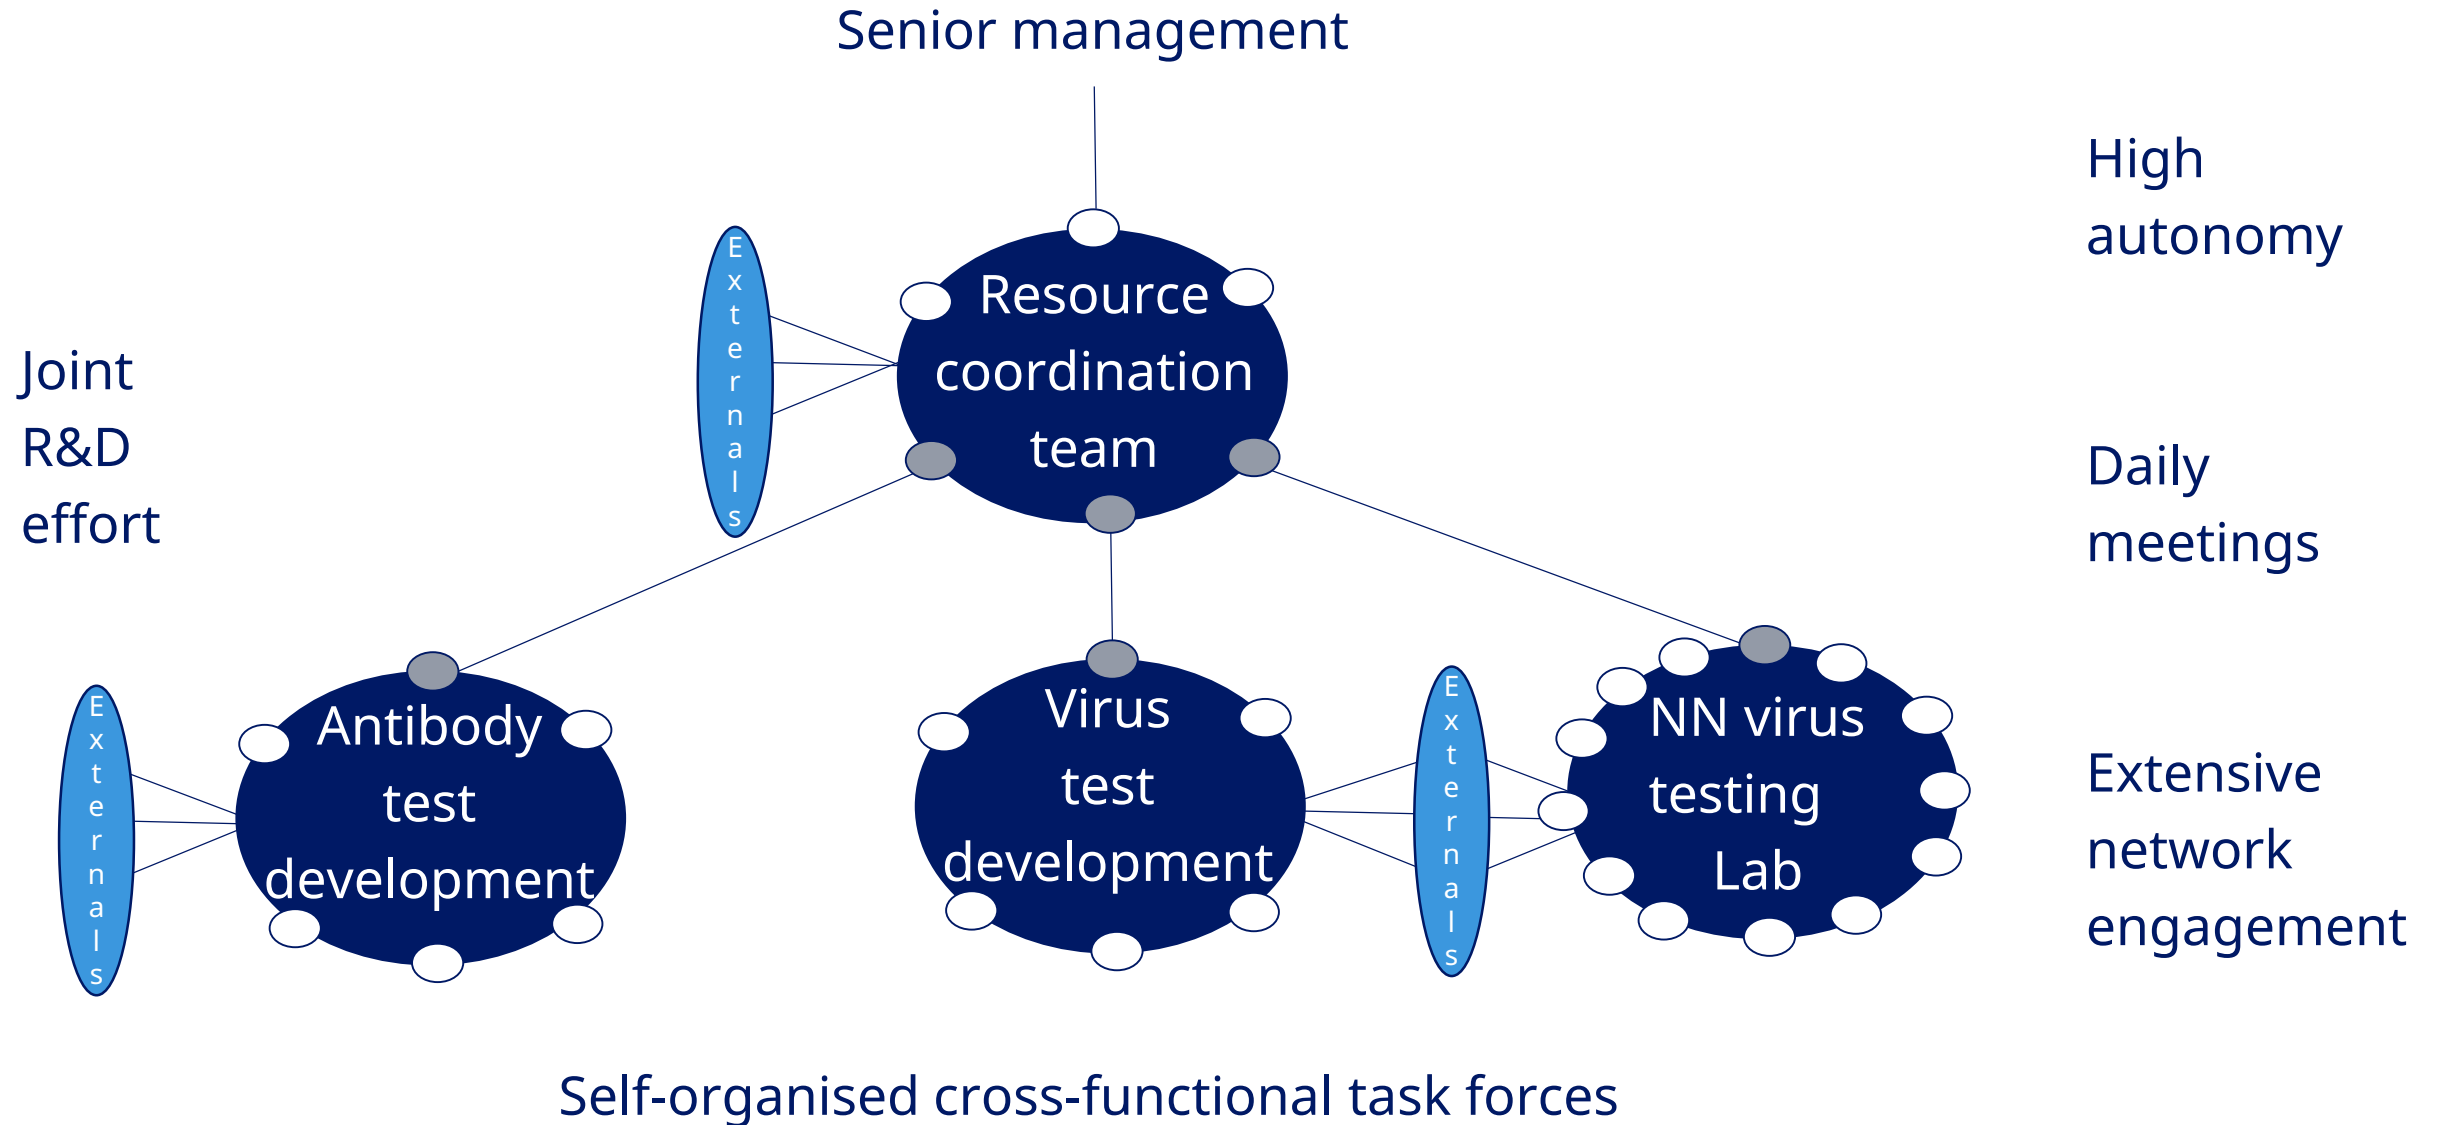 Senior management
High
autonomy
Externals
Resource
coordination
team
Joint
R&D
effort
Daily
meetings
Externals
Antibody
test
development
Virus
test
development
Externals
NN virus
testing
Lab
Extensive
network
engagement
Self-organised cross-functional task forces